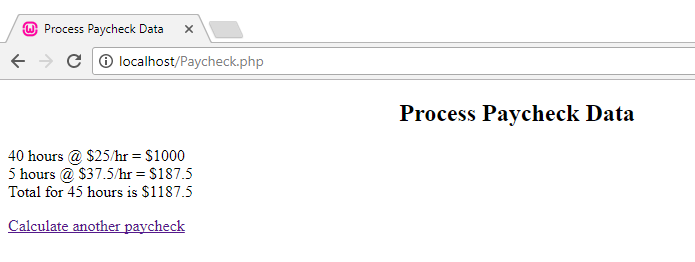 Process Paycheck Data
localhost/Paycheck.php
Process Paycheck Data
40 hours @ $25/hr = $1000
5 hours @ $37.5/hr = $187.5
Total for 45 hours is $1187.5
Calculate another paycheck